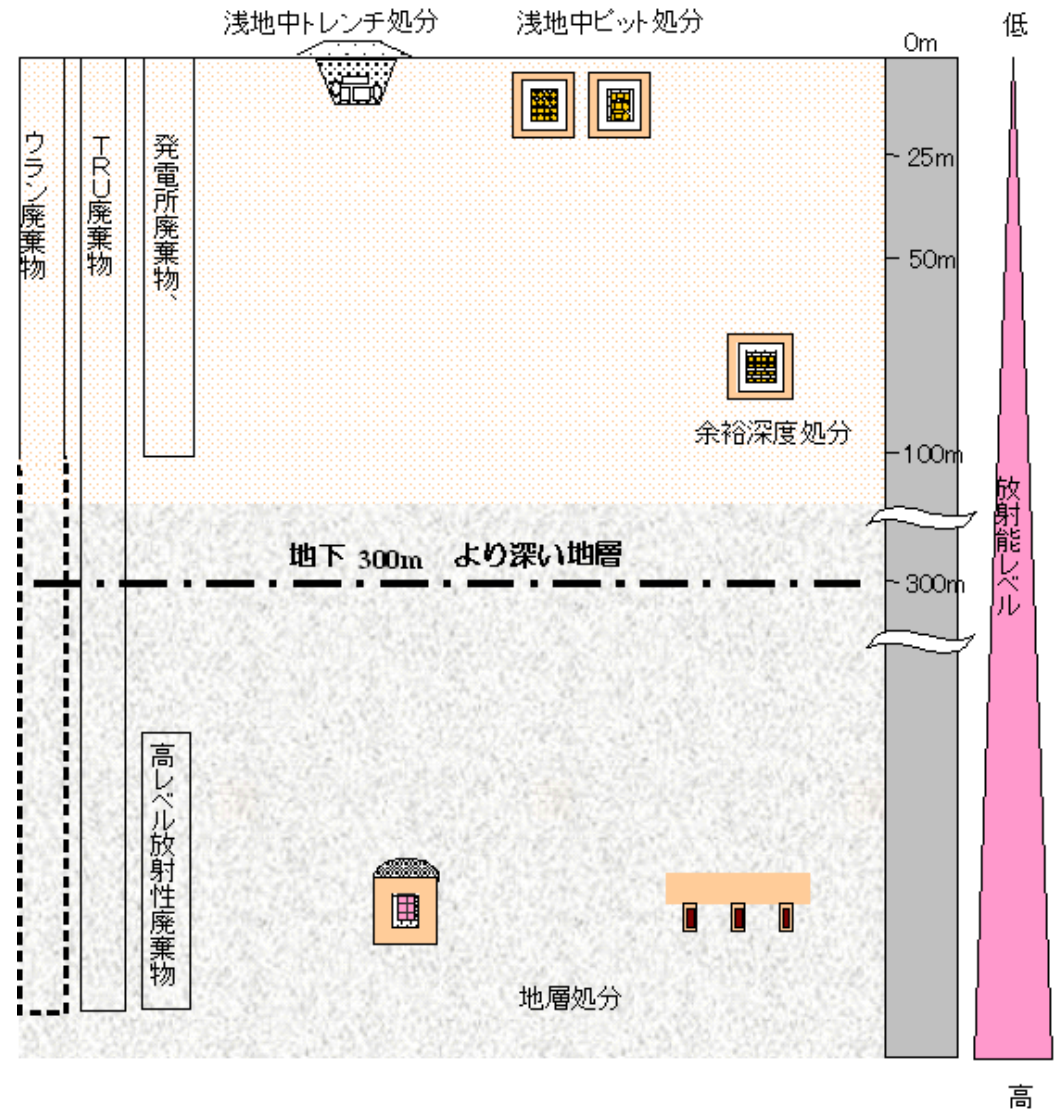 浅地中トレンチ処分
浅地中ピット処分
0m
低
ウラン廃棄物
TRU廃棄物
発電所廃棄物、
25m
50m
余裕深度処分
100m
放射能レベル
地下 300m より深い地層
300m
高レベル放射性廃棄物
地層処分
高